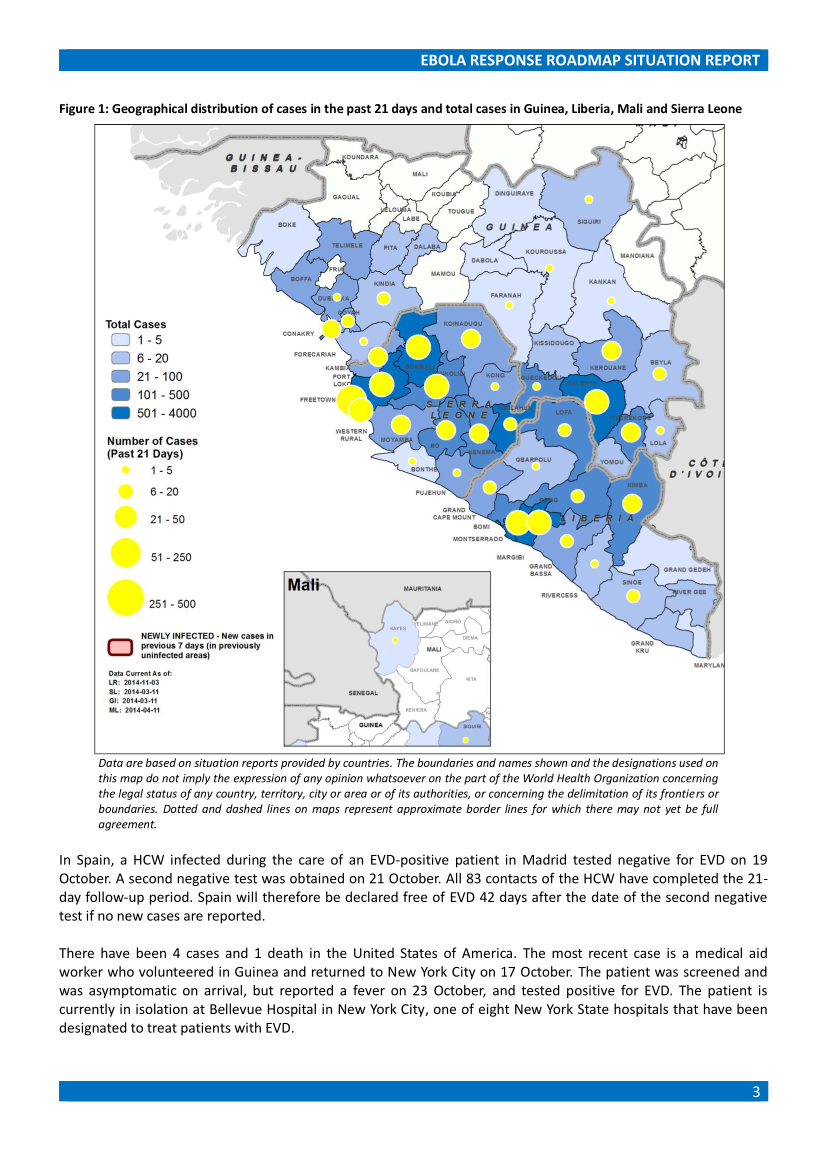 EBOLA RESPONSE ROADMAP SITUATION REPORT
Figure 1: Geographical distribution of cases in the past 21 days and total cases in Guinea, Liberia, Mali and Sierra Leone
GUINEA-
BISSAU
KOUNDARA
MALI
GAOUAL
KOUBIA
LELOUMA
LABE
TOUGUE
DINGUIRAYE
SIGUIRI
BOKE
GUINEA
TELIMELE
PITA
DALABA
KOUROUSSA
MANDIANA
DABOLA
FRIA
BOFFA
MAMOU
KINDIA
KANKAN
FARANAH
CONAKRY
KOINADUGU
FORECARIAH
KISSIDOUGO
KEROUANE
BEYLA
KAMBIA
PORT
LOKO
KONO
FREETOWN
SIERRA
LEONE
LOFA
WESTERN
RURAL
MOYAMBA
BO
LOLA
GBARPOLU
YOMOU
CÔTE
D'IVOI
BONTHE
PUJEHUN
NIMBA
GRAND
CAPE MOUNT
BOMI
LIBERIA
MONTSERRADO
MARGIBI
GRAND
BASSA
GRAND GEDEH
SINOE
RIVER GEE
RIVERCESS
GRAND
KRU
MARYLAN
Total Cases
1 - 5
6 - 20
21 - 100
101 - 500
501 - 4000
Number of Cases
(Past 21 Days)
1 - 5
6 - 20
21 - 50
51 - 250
251 - 500
NEWLY INFECTED - New cases in
previous 7 days (in previously
uninfected areas)
Data Current As of:
LR: 2014-11-03
SL: 2014-03-11
GI: 2014-03-11
ML: 2014-04-11
Mali
MAURITANIA
KAYES
YELIMANE
NIORO
DIEMA
MALI
BAFOULABE
KITA
SENEGAL
KENIEBA
GUINEA
SIGUIRI
Data are based on situation reports provided by countries. The boundaries and names shown and the designations used on
this map do not imply the expression of any opinion whatsoever on the part of the World Health Organization concerning
the legal status of any country, territory, city or area or of its authorities, or concerning the delimitation of its frontiers or
boundaries. Dotted and dashed lines on maps represent approximate border lines for which there may not yet be full
agreement.
In Spain, a HCW infected during the care of an EVD-positive patient in Madrid tested negative for EVD on 19
October. A second negative test was obtained on 21 October. All 83 contacts of the HCW have completed the 21-
day follow-up period. Spain will therefore be declared free of EVD 42 days after the date of the second negative
test if no new cases are reported.
There have been 4 cases and 1 death in the United States of America. The most recent case is a medical aid
worker who volunteered in Guinea and returned to New York City on 17 October. The patient was screened and
was asymptomatic on arrival, but reported a fever on 23 October, and tested positive for EVD. The patient is
currently in isolation at Bellevue Hospital in New York City, one of eight New York State hospitals that have been
designated to treat patients with EVD.
3